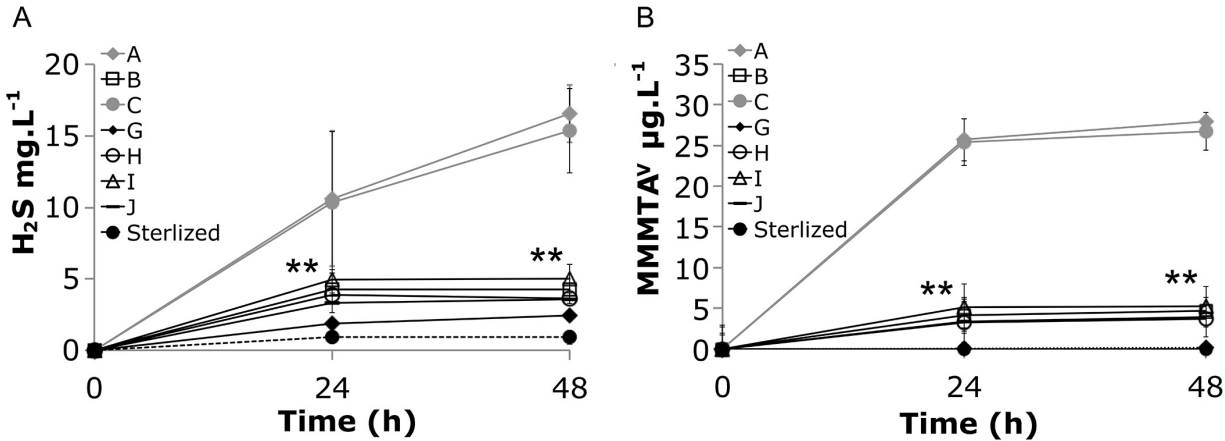 A
H₂S mg.L⁻¹
20
15
10
5
0
A
B
C
G
H
I
J
Sterlized
**
**
0
24
48
Time (h)
B
MMMTAⱽ µg.L⁻¹
35
30
25
20
15
10
5
0
A
B
C
G
H
I
J
Sterlized
**
**
0
24
48
Time (h)